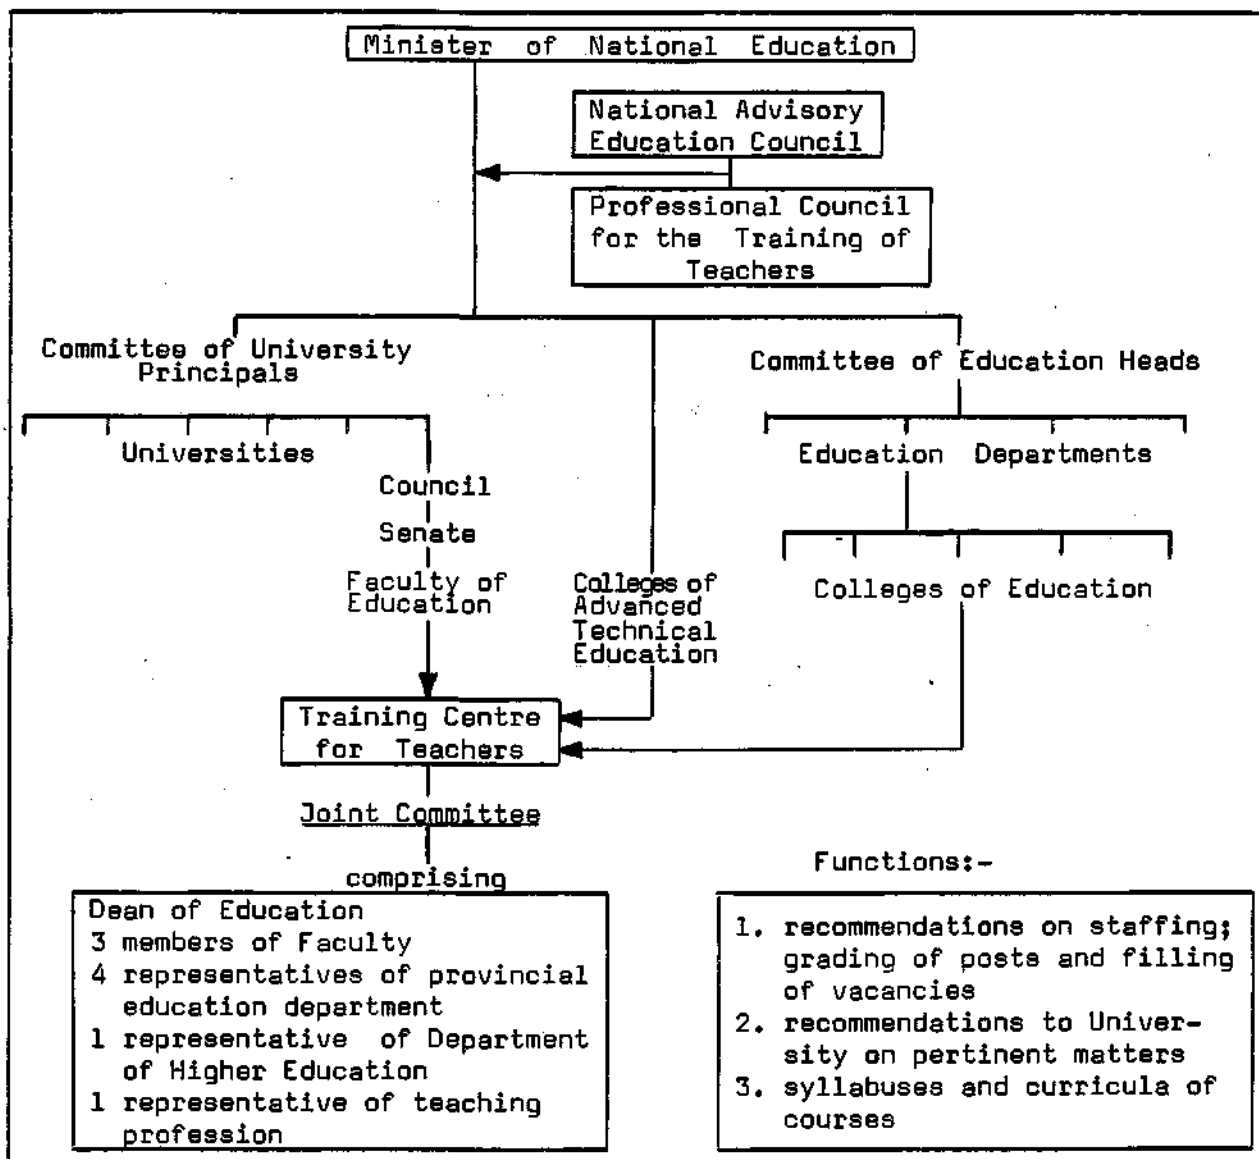 Minister of National Education
National Advisory
Education Council
Professional Council
for the Training of
Teachers
Committee of University
Principals
Committee of Education Heads
Universities
Education Departments
Council
Senate
Faculty of
Education
Colleges of
Advanced
Technical
Education
Colleges of Education
Training Centre
for Teachers
Joint Committee
comprising
Dean of Education
3 members of Faculty
4 representatives of provincial
education department
1 representative of Department
of Higher Education
1 representative of teaching
profession
Functions:-
1. recommendations on staffing;
grading of posts and filling
of vacancies
2. recommendations to Univer-
sity on pertinent matters
3. syllabuses and curricula of
courses